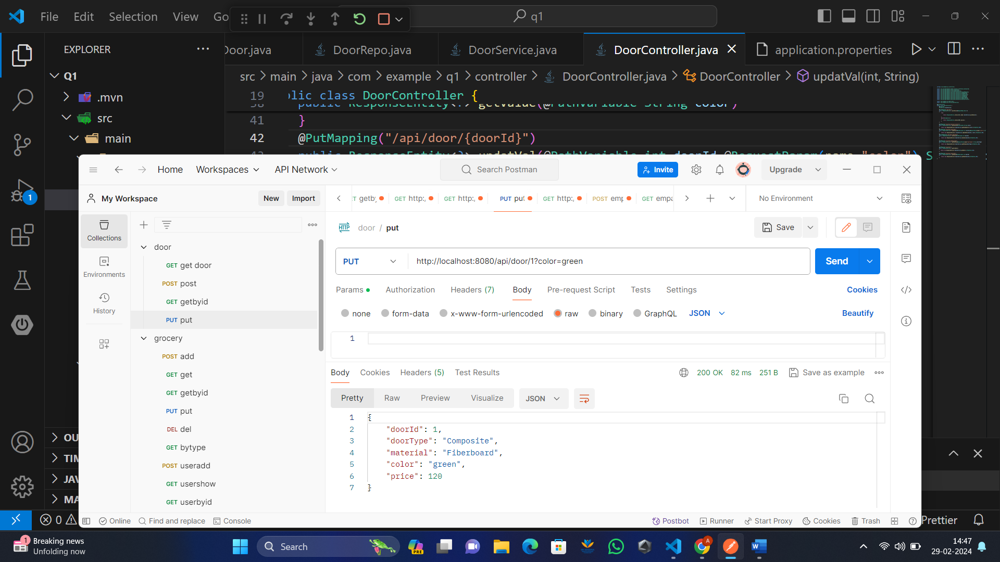 File Edit Selection View Go
q1
EXPLORER
Door.java
DoorRepo.java
DoorService.java
DoorController.java
application.properties
Q1
src > main > java > com > example > q1 > controller > DoorController.java > DoorController > updatVal(int, String)
.mvn
src
main
19 class DoorController {
41 }
42 @PutMapping("/api/door/{doorId}")
Home Workspaces API Network
Search Postman
Invite
Upgrade
My Workspace
New Import
GET http:/
GET http:/
PUT put
GET http:/
POST emp
GET empa
No Environment
Collections
Environments
History
door
GET get door
POST post
GET getbyid
PUT put
grocery
POST add
GET get
GET getbyid
PUT put
DEL del
GET bytype
POST useradd
GET usershow
GET userbyid
HTTP door / put
Save
PUT http://localhost:8080/api/door/1?color=green
Send
Params Authorization Headers (7) Body Pre-request Script Tests Settings
Cookies
none form-data x-www-form-urlencoded raw binary GraphQL JSON
Beautify
1
Body Cookies Headers (5) Test Results
200 OK 82 ms 251 B Save as example
Pretty Raw Preview Visualize JSON
1 {
2 "doorId": 1,
3 "doorType": "Composite",
4 "material": "Fiberboard",
5 "color": "green",
6 "price": 120
7 }
Online Find and replace Console
Postbot Runner Start Proxy Cookies Trash
OU
TIM
JAV
MA
0
Prettier
1
1
Breaking news
Unfolding now
Search
PRE
A
W
14:47
29-02-2024